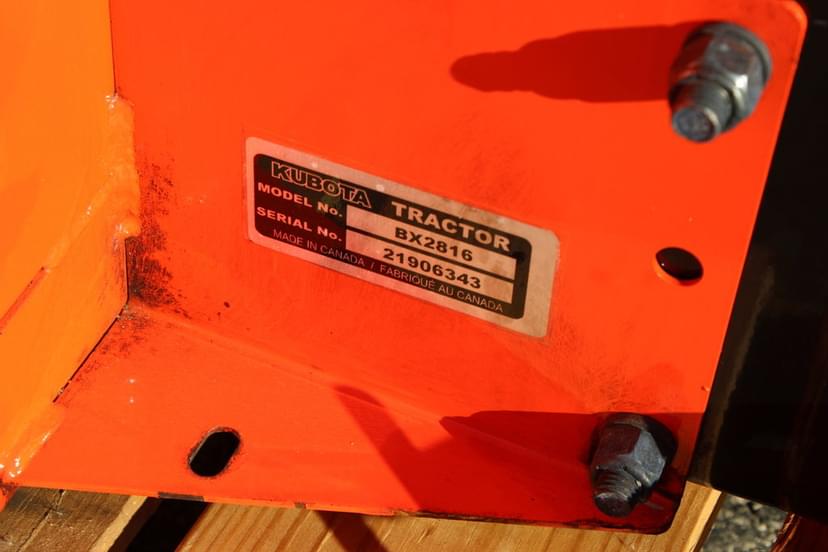 KUBOTA TRACTOR
MODEL No. BX2816
SERIAL No. 21906343
MADE IN CANADA / FABRIQUÉ AU CANADA